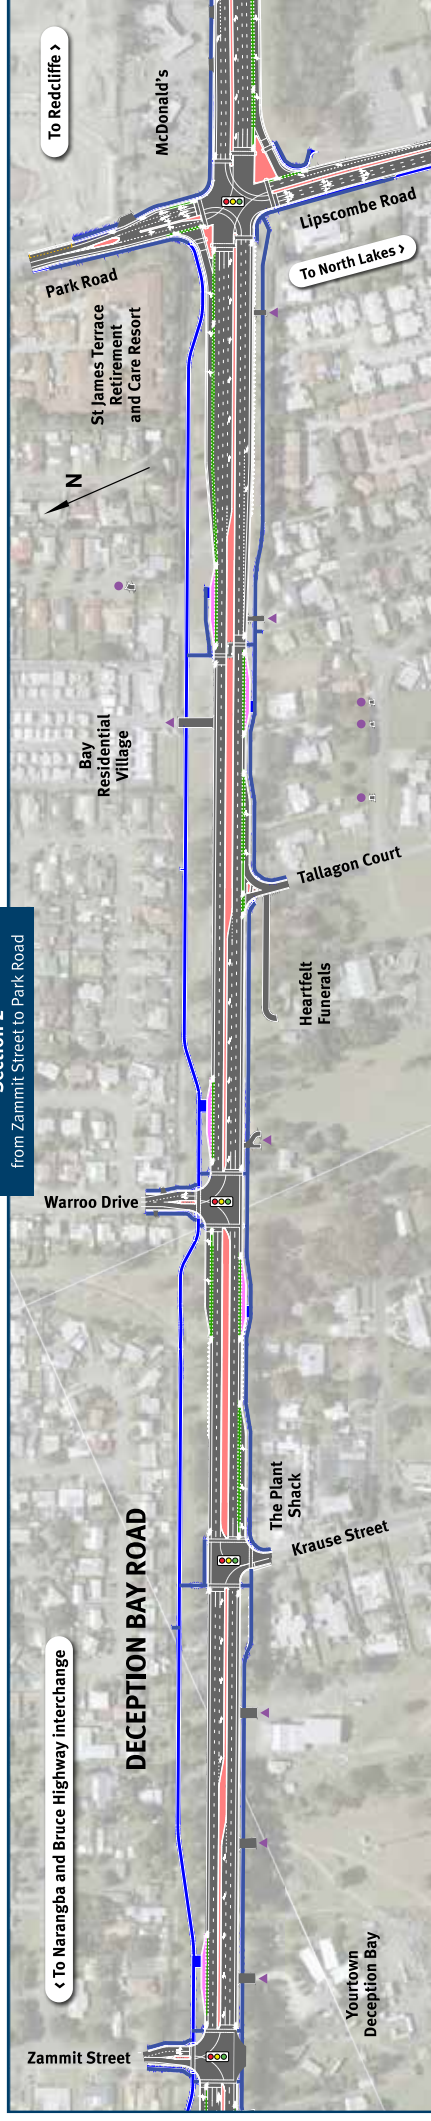 To Redcliffe >
McDonald's
Lipscombe Road
To North Lakes >
Park Road
St James Terrace
Retirement
and Care Resort
N
Bay
Residential
Village
Tallagon Court
Heartfelt
Funerals
from Zammit Street to Park Road
Warroo Drive
The Plant
Shack
Krause Street
DECEPTION BAY ROAD
< To Narangba and Bruce Highway interchange
Yourtown
Deception Bay
Zammit Street